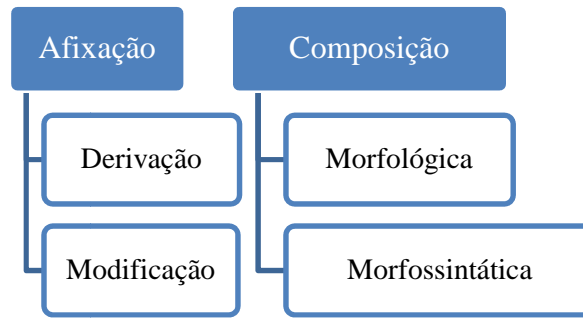 Afixação
Derivação
Modificação
Composição
Morfológica
Morfossintática